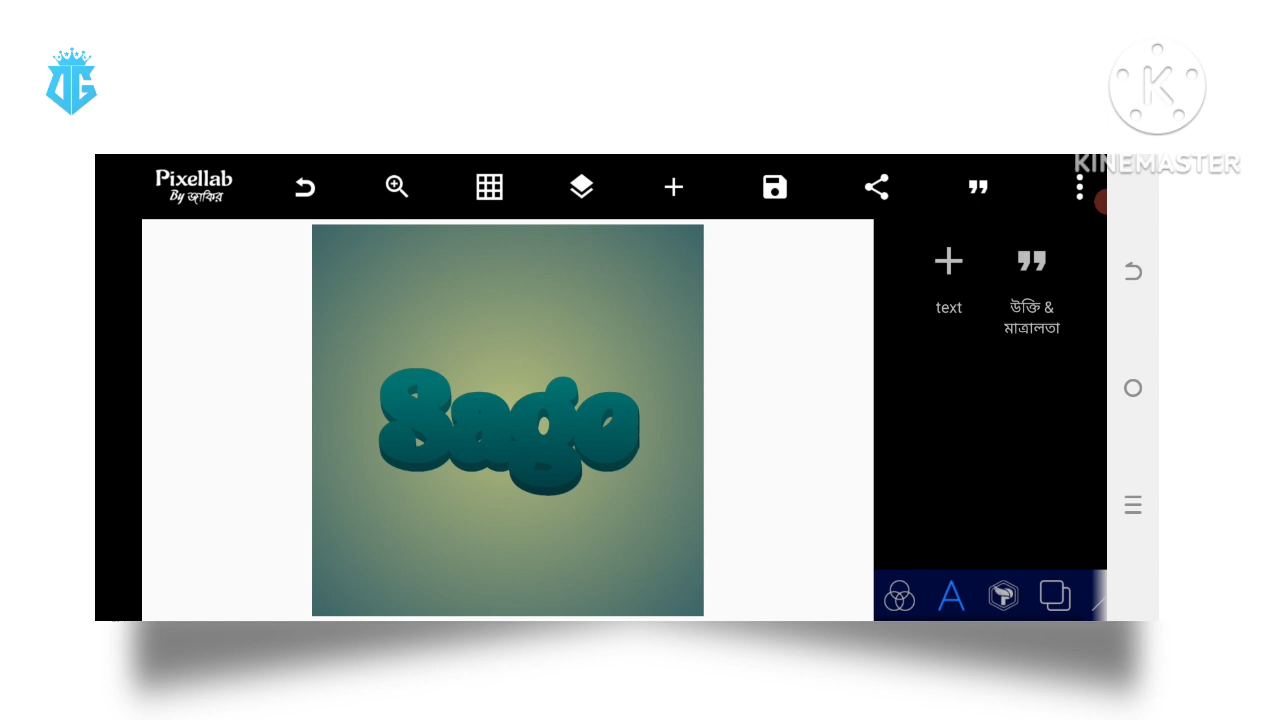 KINEMASTER
Pixellab
By জাকির
text
উক্তি &
মাত্রালতা
Sago